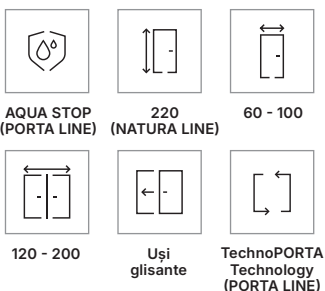 AQUA STOP
(PORTA LINE)
220
(NATURA LINE)
60 - 100
120 - 200
Uși
glisante
TechnoPORTA
Technology
(PORTA LINE)